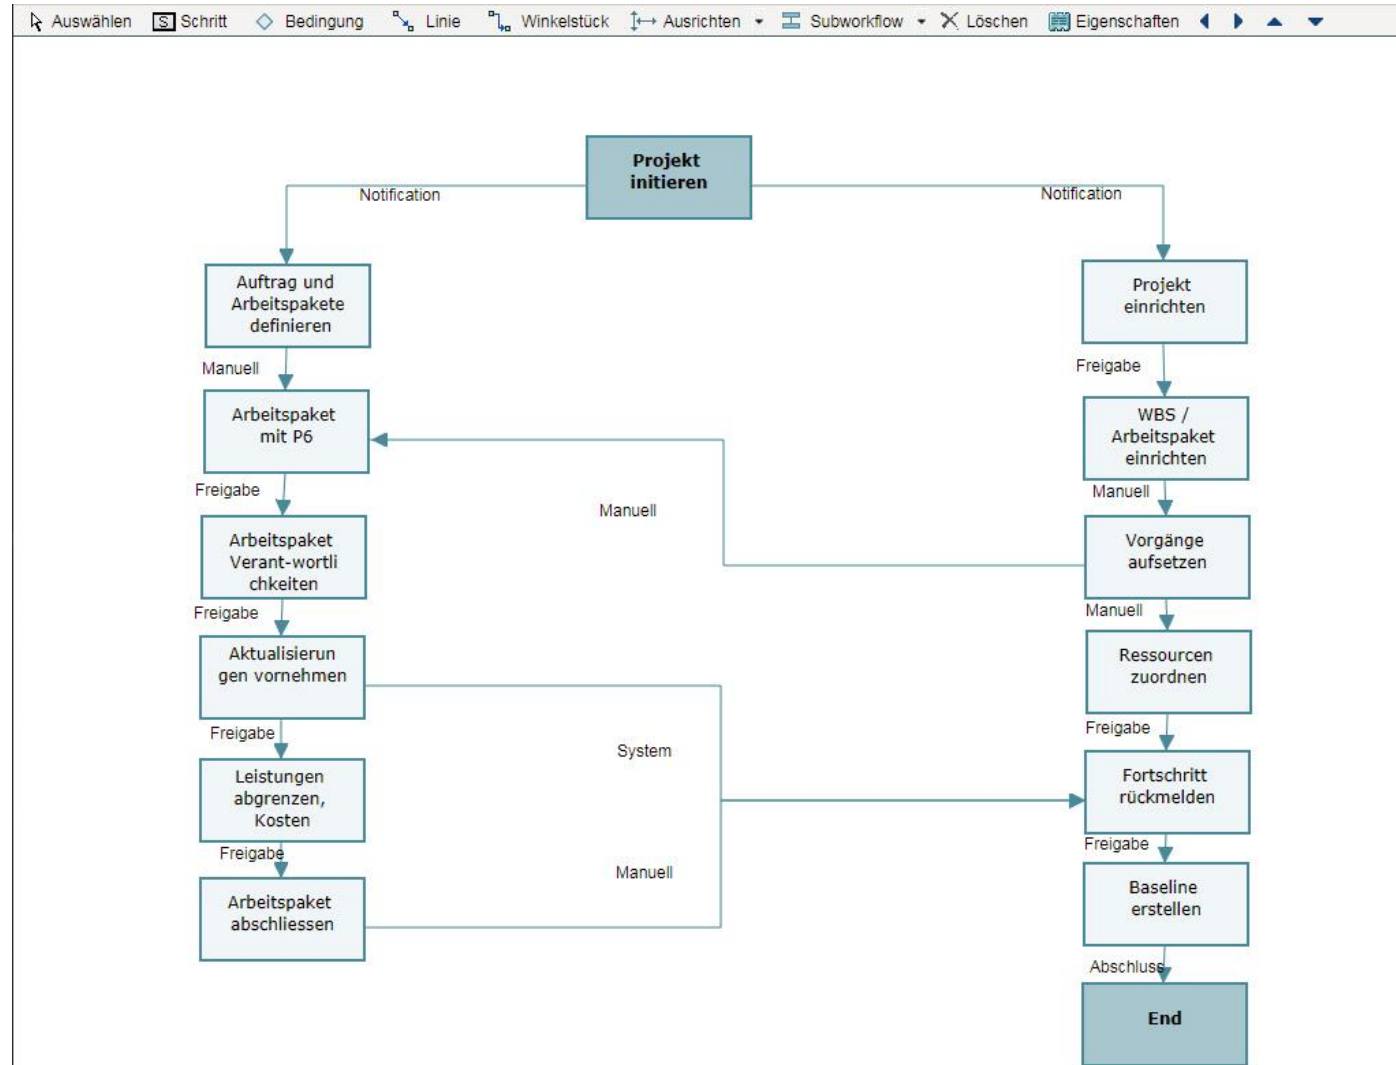 Auswählen S Schritt Bedingung Linie Winkelstück Ausrichten Subworkflow Löschen Eigenschaften
Projekt
initieren
Notification
Notification
Auftrag und
Arbeitspakete
definieren
Projekt
einrichten
Manuell
Freigabe
Arbeitspaket
mit P6
WBS /
Arbeitspaket
einrichten
Freigabe
Manuell
Manuell
Arbeitspaket
Verant-wortli
chkeiten
Vorgänge
aufsetzen
Freigabe
Manuell
Aktualisierun
gen vornehmen
Ressourcen
zuordnen
Freigabe
Freigabe
System
Leistungen
abgrenzen,
Kosten
Fortschritt
rückmelden
Freigabe
Freigabe
Manuell
Arbeitspaket
abschliessen
Baseline
erstellen
Abschluss
End